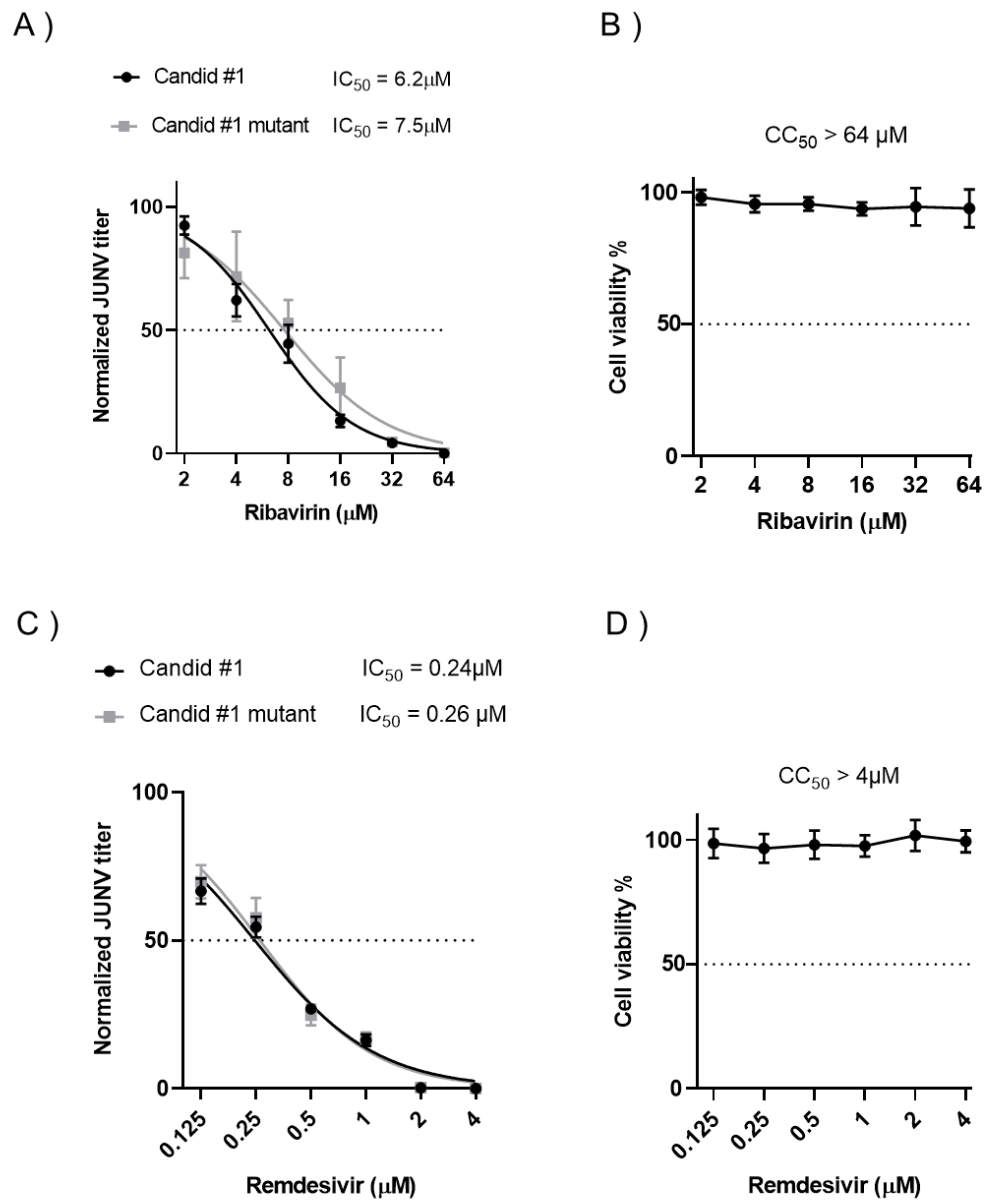 A )
Candid #1 IC50 = 6.2μM
Candid #1 mutant IC50 = 7.5μM
Normalized JUNV titer
100
50
0
2 4 8 16 32 64
Ribavirin (μM)
B )
CC50 > 64 µM
Cell viability %
100
50
0
2 4 8 16 32 64
Ribavirin (μM)
C )
Candid #1 IC50 = 0.24μM
Candid #1 mutant IC50 = 0.26 μM
Normalized JUNV titer
100
50
0
0.125 0.25 0.5 1 2 4
Remdesivir (μM)
D )
CC50 > 4μM
Cell viability %
100
50
0
0.125 0.25 0.5 1 2 4
Remdesivir (μM)